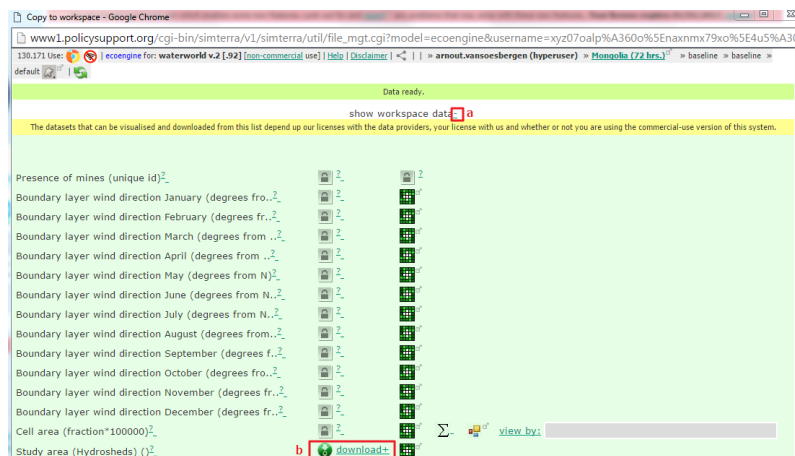 Copy to workspace - Google Chrome
www1.policysupport.org/cgi-bin/simterra/v1/simterra/util/file_mgt.cgi?model=ecoengine&username=xyz07oalp%A360o%5Enaxnmx79xo%5E4u5%A3
130.171 Use: | ecoengine for: waterworld v.2 [.92] [non-commercial use] | Help | Disclaimer | < | | » arnout.vansoesbergen (hyperuser) » Mongolia (72 hrs.) » baseline » baseline »
default |
Data ready.
show workspace data- a
The datasets that can be visualised and downloaded from this list depend up our licenses with the data providers, your license with us and whether or not you are using the commercial-use version of this system.
Presence of mines (unique id)?_ ?_ ?
Boundary layer wind direction January (degrees fro..?_ ?_
Boundary layer wind direction February (degrees fr..?_ ?_
Boundary layer wind direction March (degrees from ..?_ ?_
Boundary layer wind direction April (degrees from ..?_ ?_
Boundary layer wind direction May (degrees from N)?_ ?_
Boundary layer wind direction June (degrees from N..?_ ?_
Boundary layer wind direction July (degrees from N..?_ ?_
Boundary layer wind direction August (degrees from..?_ ?_
Boundary layer wind direction September (degrees f..?_ ?_
Boundary layer wind direction October (degrees fro..?_ ?_
Boundary layer wind direction November (degrees fr..?_ ?_
Boundary layer wind direction December (degrees fr..?_ ?_
Cell area (fraction*100000)?_ ?_ Σ- view by:
Study area (Hydrosheds) ()?_ b download+